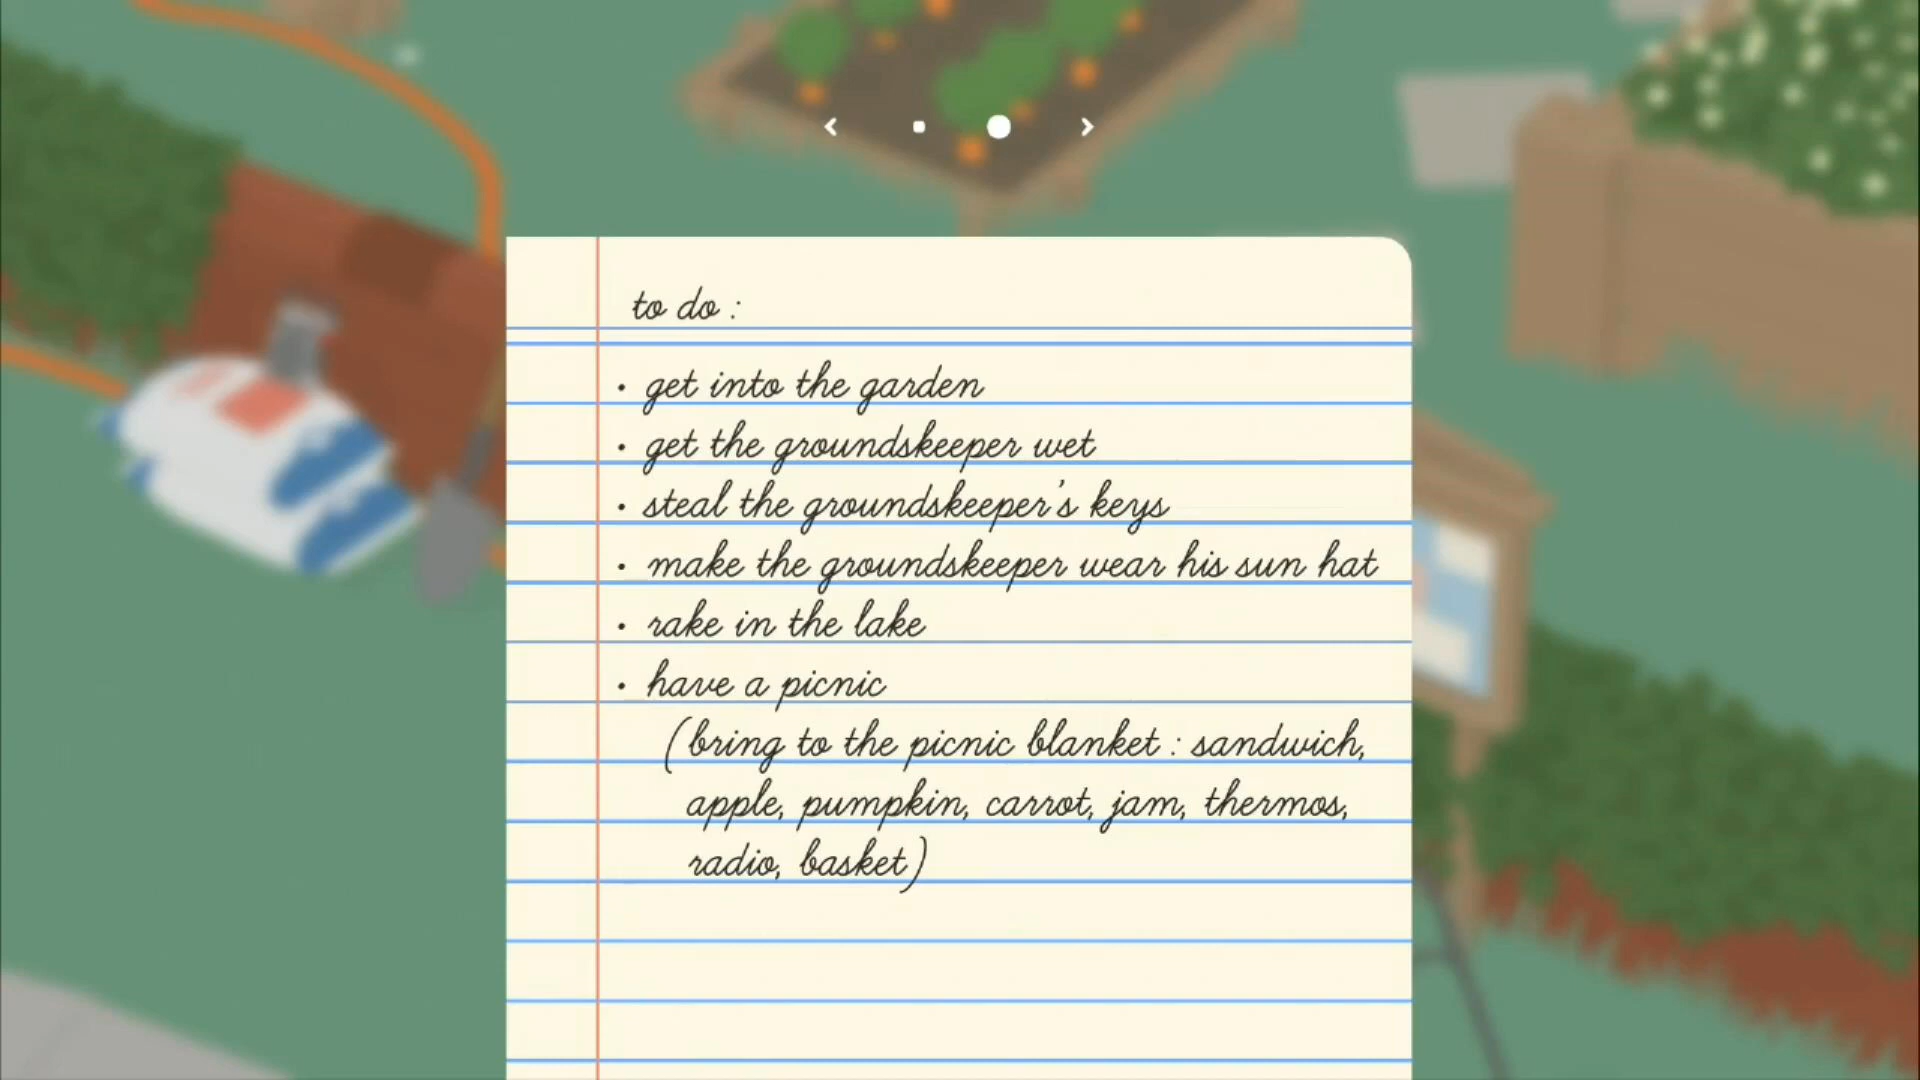 to do :
• get into the garden
• get the groundskeeper wet
• steal the groundskeeper's keys
• make the groundskeeper wear his sun hat
• rake in the lake
• have a picnic
(bring to the picnic blanket : sandwich,
apple, pumpkin, carrot, jam, thermos,
radio, basket)